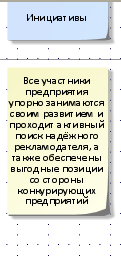 Инициативы
Все участники
предприятия
упорно занимаются
своим развитием и
проходит активный
поиск надёжного
рекламодателя, а
также обеспечены
выгодные позиции
со стороны
конкурирующих
предприятий